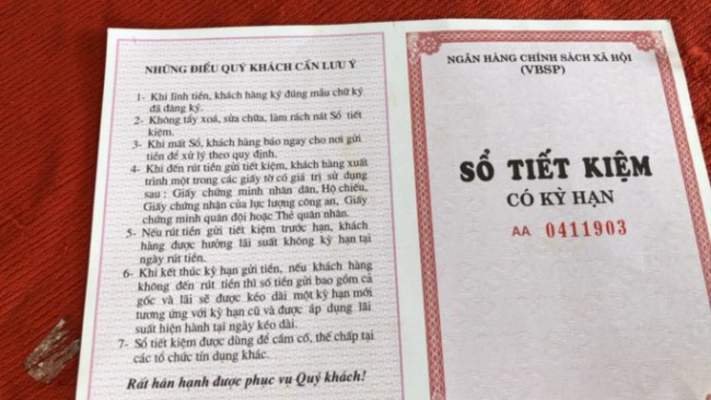 NHỮNG ĐIỀU QUÝ KHÁCH CẦN LƯU Ý
1- Khi lĩnh tiền, khách hàng ký đúng mẫu chữ ký
đã đăng ký.
2- Không tẩy xoá, sửa chữa, làm rách nát Sổ tiết
kiệm.
3- Khi mất Sổ, khách hàng báo ngay cho nơi gửi
tiền để xử lý theo quy định.
4- Khi đến rút tiền gửi tiết kiệm, khách hàng xuất
trình một trong các giấy tờ có giá trị sử dụng
sau : Giấy chứng minh nhân dân, Hộ chiếu,
Giấy chứng nhận của lực lượng công an, Giấy
chứng minh quân đội hoặc Thẻ quân nhân.
5- Nếu rút tiền gửi tiết kiệm trước hạn, khách
hàng được hưởng lãi suất không kỳ hạn tại
ngày rút tiền.
6- Khi kết thúc kỳ hạn gửi tiền, nếu khách hàng
không đến rút tiền thì số tiền gửi bao gồm cả
gốc và lãi sẽ được kéo dài một kỳ hạn mới
tương ứng với kỳ hạn cũ và được áp dụng lãi
suất hiện hành tại ngày kéo dài.
7- Sổ tiết kiệm được dùng để cầm cố, thế chấp tại
các tổ chức tín dụng khác.
Rất hân hạnh được phục vụ Quý khách!
NGÂN HÀNG CHÍNH SÁCH XÃ HỘI
(VBSP)
SỔ TIẾT KIỆM
CÓ KỲ HẠN
AA 0411903